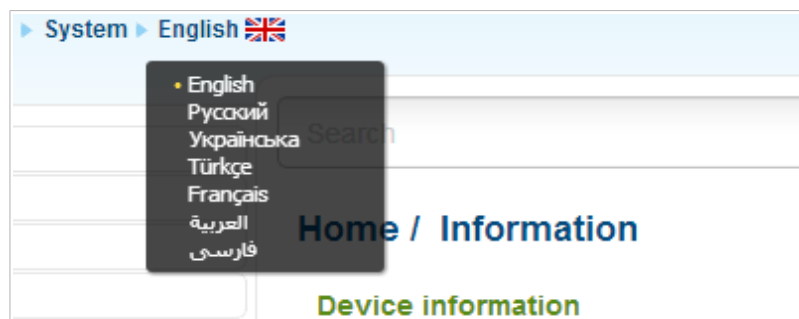 System English
English
Русский
Українська
Türkçe
Français
العربية
فارسی
Search
Home / Information
Device information